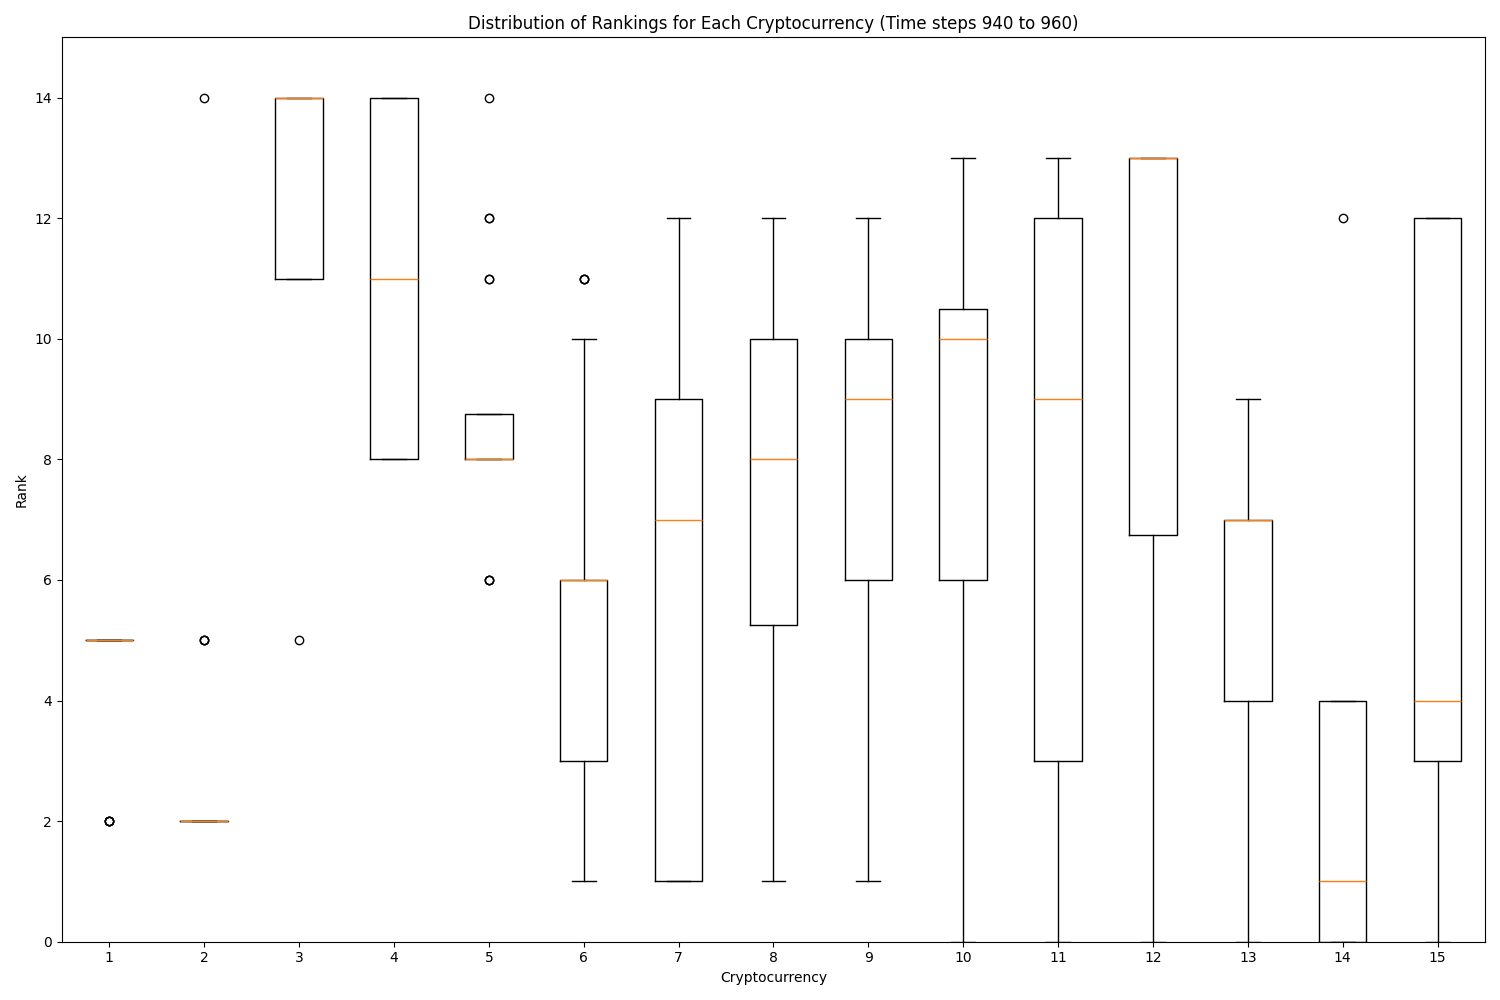 Distribution of Rankings for Each Cryptocurrency (Time steps 940 to 960)
14
12
10
8
6
4
2
0
Rank
1 2 3 4 5 6 7 8 9 10 11 12 13 14 15
Cryptocurrency